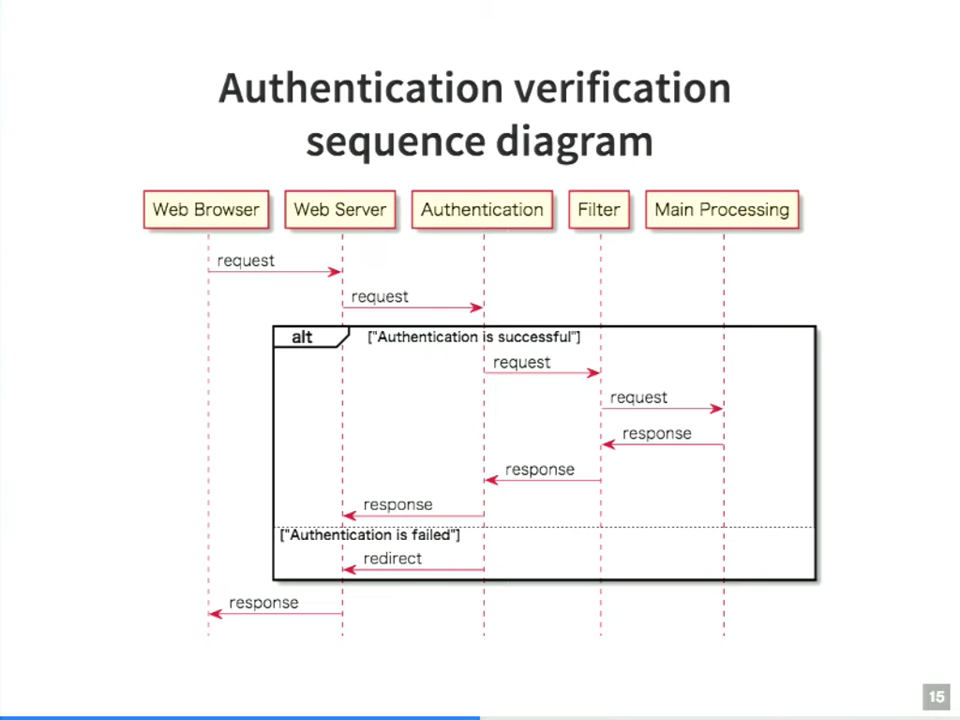 Authentication verification
sequence diagram
Web Browser
Web Server
Authentication
Filter
Main Processing
request
request
alt
["Authentication is successful"]
request
request
response
response
response
["Authentication is failed"]
redirect
response
15